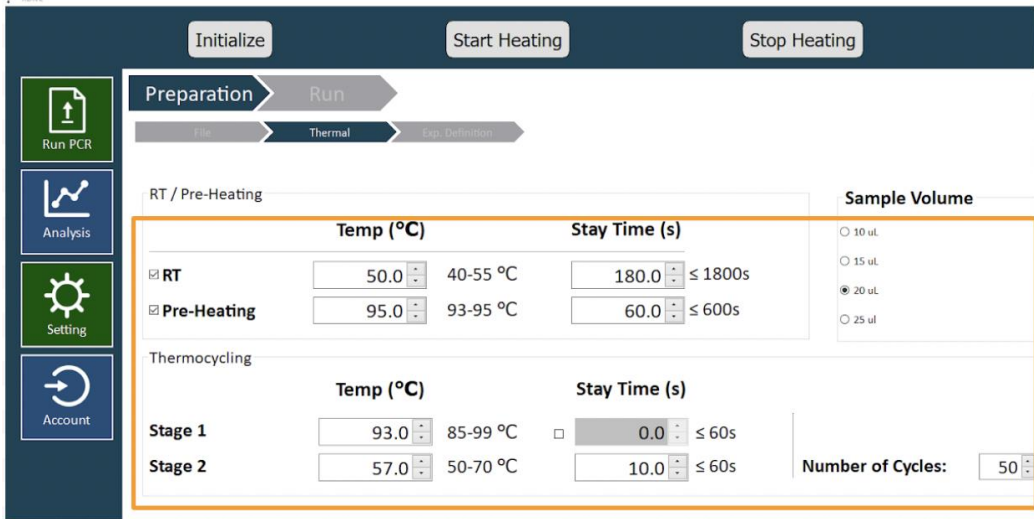 Initialize Start Heating Stop Heating
Preparation Run
File Thermal Exp. Definition
Run PCR
Analysis
Setting
Account
RT / Pre-Heating
Temp (°C) Stay Time (s)
RT 50.0 40-55 °C 180.0 ≤ 1800s
Pre-Heating 95.0 93-95 °C 60.0 ≤ 600s
Sample Volume
10 uL
15 uL
20 uL
25 ul
Thermocycling
Temp (°C) Stay Time (s)
Stage 1 93.0 85-99 °C 0.0 ≤ 60s
Stage 2 57.0 50-70 °C 10.0 ≤ 60s
Number of Cycles: 50